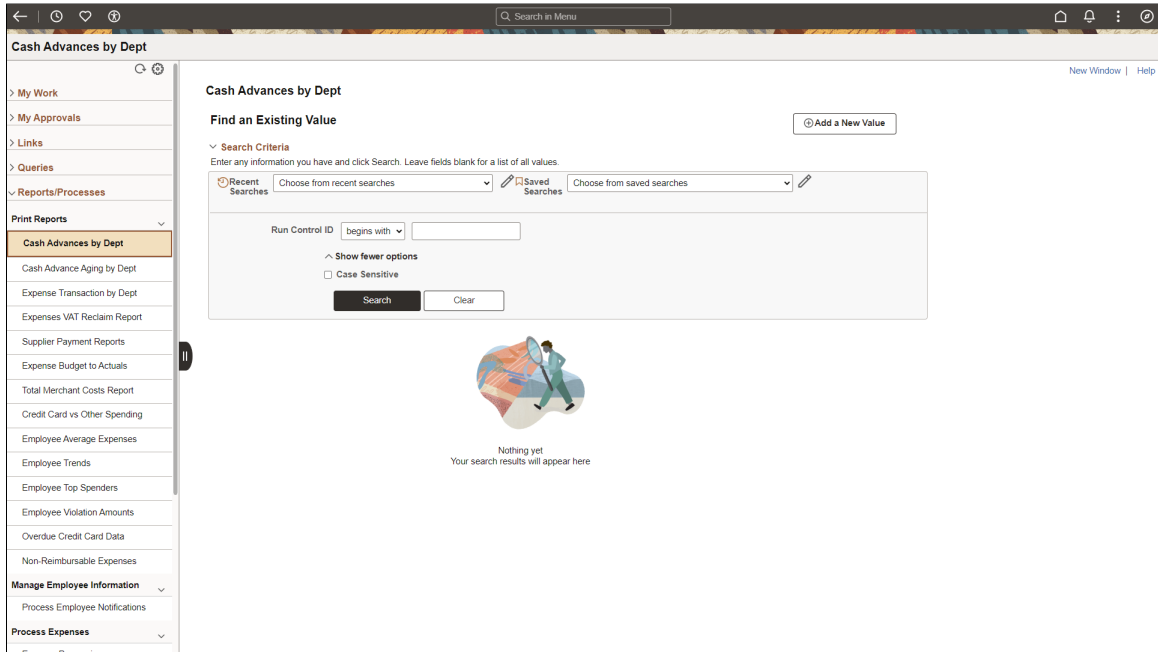 Search in Menu
Cash Advances by Dept
New Window | Help
My Work
My Approvals
Links
Queries
Reports/Processes
Print Reports
Cash Advances by Dept
Cash Advance Aging by Dept
Expense Transaction by Dept
Expenses VAT Reclaim Report
Supplier Payment Reports
Expense Budget to Actuals
Total Merchant Costs Report
Credit Card vs Other Spending
Employee Average Expenses
Employee Trends
Employee Top Spenders
Employee Violation Amounts
Overdue Credit Card Data
Non-Reimbursable Expenses
Manage Employee Information
Process Employee Notifications
Process Expenses
Cash Advances by Dept
Find an Existing Value
Add a New Value
Search Criteria
Enter any information you have and click Search. Leave fields blank for a list of all values.
Recent Searches Choose from recent searches
Saved Searches Choose from saved searches
Run Control ID begins with
Show fewer options
Case Sensitive
Search Clear
Nothing yet
Your search results will appear here